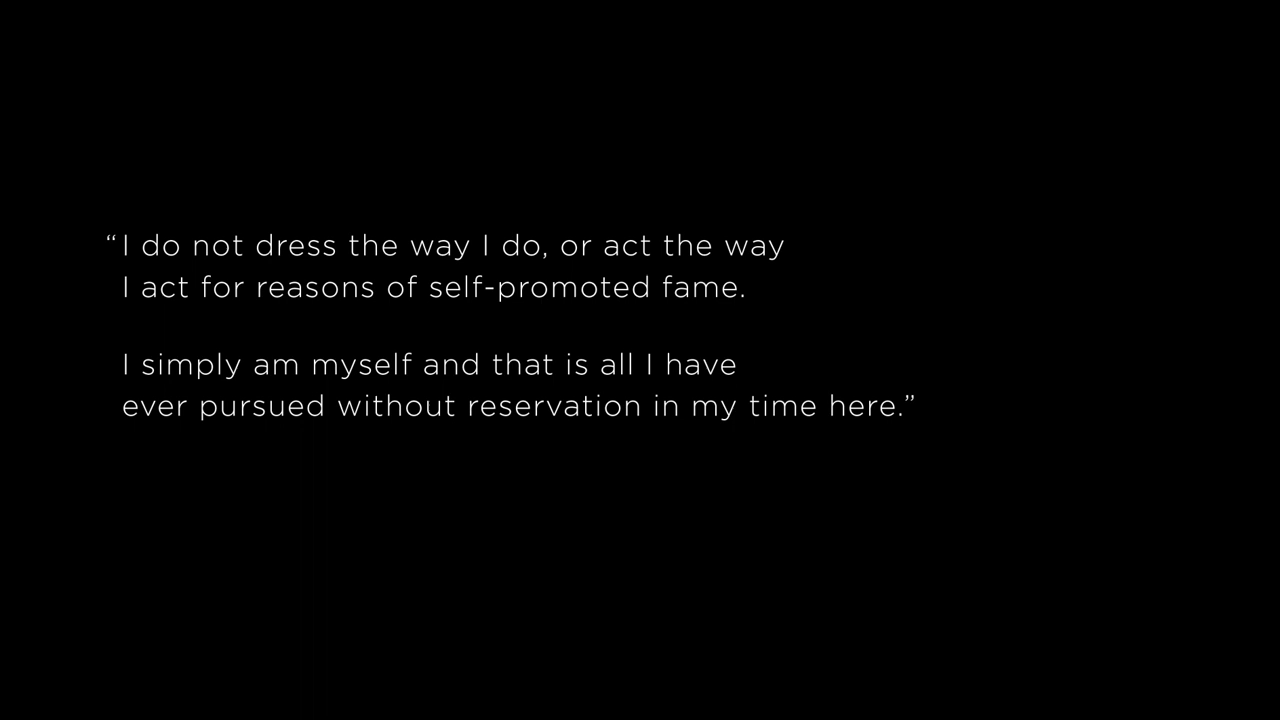 “I do not dress the way I do, or act the way
I act for reasons of self-promoted fame.
I simply am myself and that is all I have
ever pursued without reservation in my time here.”